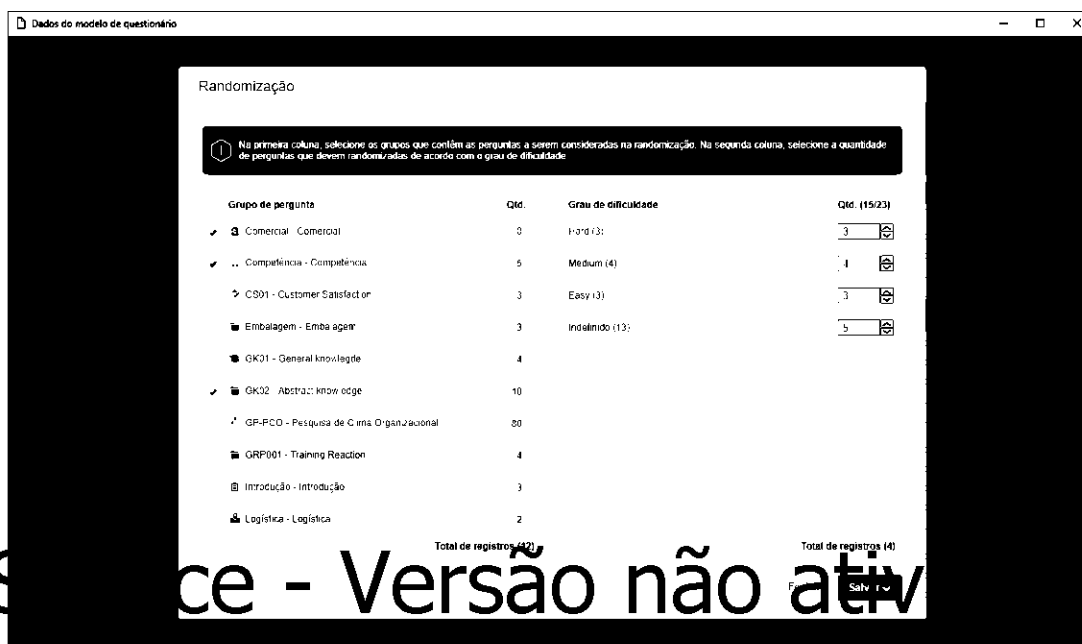 Dados do modelo de questionário
Randomização
Na primeira coluna, selecione os grupos que contêm as perguntas a serem consideradas na randomização. Na segunda coluna, selecione a quantidade
de perguntas que devem randomizadas de acordo com o grau de dificuldade
Grupo de pergunta Qtd. Grau de dificuldade Qtd. (15/23)
Comercial - Comercial Hard (3) 3
Competência - Competência 5 Medium (4) 4
CS01 - Customer Satisfaction 3 Easy (3) 3
Embalagem - Embalagem 3 Indefinido (13) 5
GK01 - General knowlegde 4
GK02 - Abstract knowledge 10
GP-PCO - Pesquisa de Clima Organizacional
GRP001 - Training Reaction 4
Introdução - Introdução 3
Logística - Logística 2
Total de registros (12) Total de registros (4)
Salvar
ce - Versão não ativ